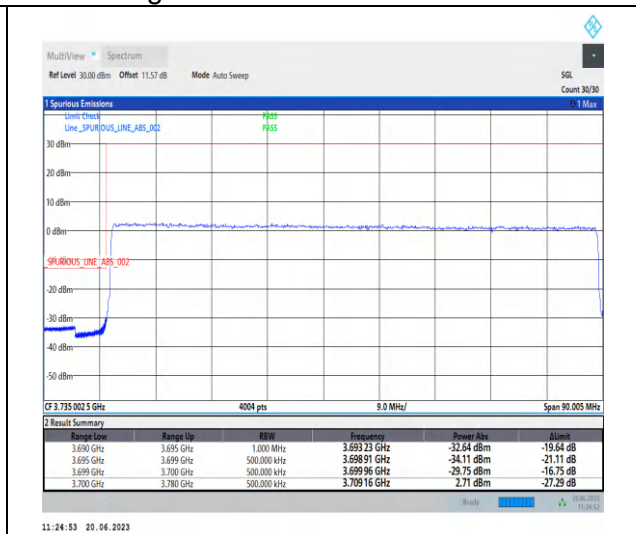 MultiView Spectrum
Ref Level 30.00 dBm Offset 11.57 dB Mode Auto Sweep SGL
Count 30/30
1 Spurious Emissions 1 Max
Limit Check PASS
Line _SPURIOUS_LINE_ABS_002 PASS
30 dBm
20 dBm
10 dBm
0 dBm
_SPURIOUS_LINE_ABS_002
-20 dBm
-30 dBm
-40 dBm
-50 dBm
CF 3.735 002 5 GHz 4004 pts 9.0 MHz/ Span 90.005 MHz
2 Result Summary
Range Low Range Up RBW Frequency Power Abs ΔLimit
3.690 GHz 3.695 GHz 1.000 MHz 3.693 23 GHz -32.64 dBm -19.64 dB
3.695 GHz 3.699 GHz 500.000 kHz 3.698 91 GHz -34.11 dBm -21.11 dB
3.699 GHz 3.700 GHz 500.000 kHz 3.699 96 GHz -29.75 dBm -16.75 dB
3.700 GHz 3.780 GHz 500.000 kHz 3.709 16 GHz 2.71 dBm -27.29 dB
Ready 20.06.2023
11:24:52
11:24:53 20.06.2023